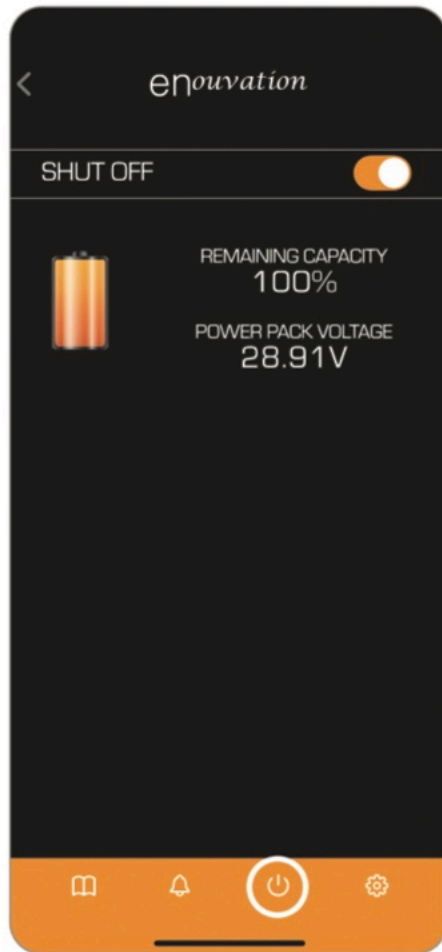 enouvation
SHUT OFF
REMAINING CAPACITY
100%
POWER PACK VOLTAGE
28.91V